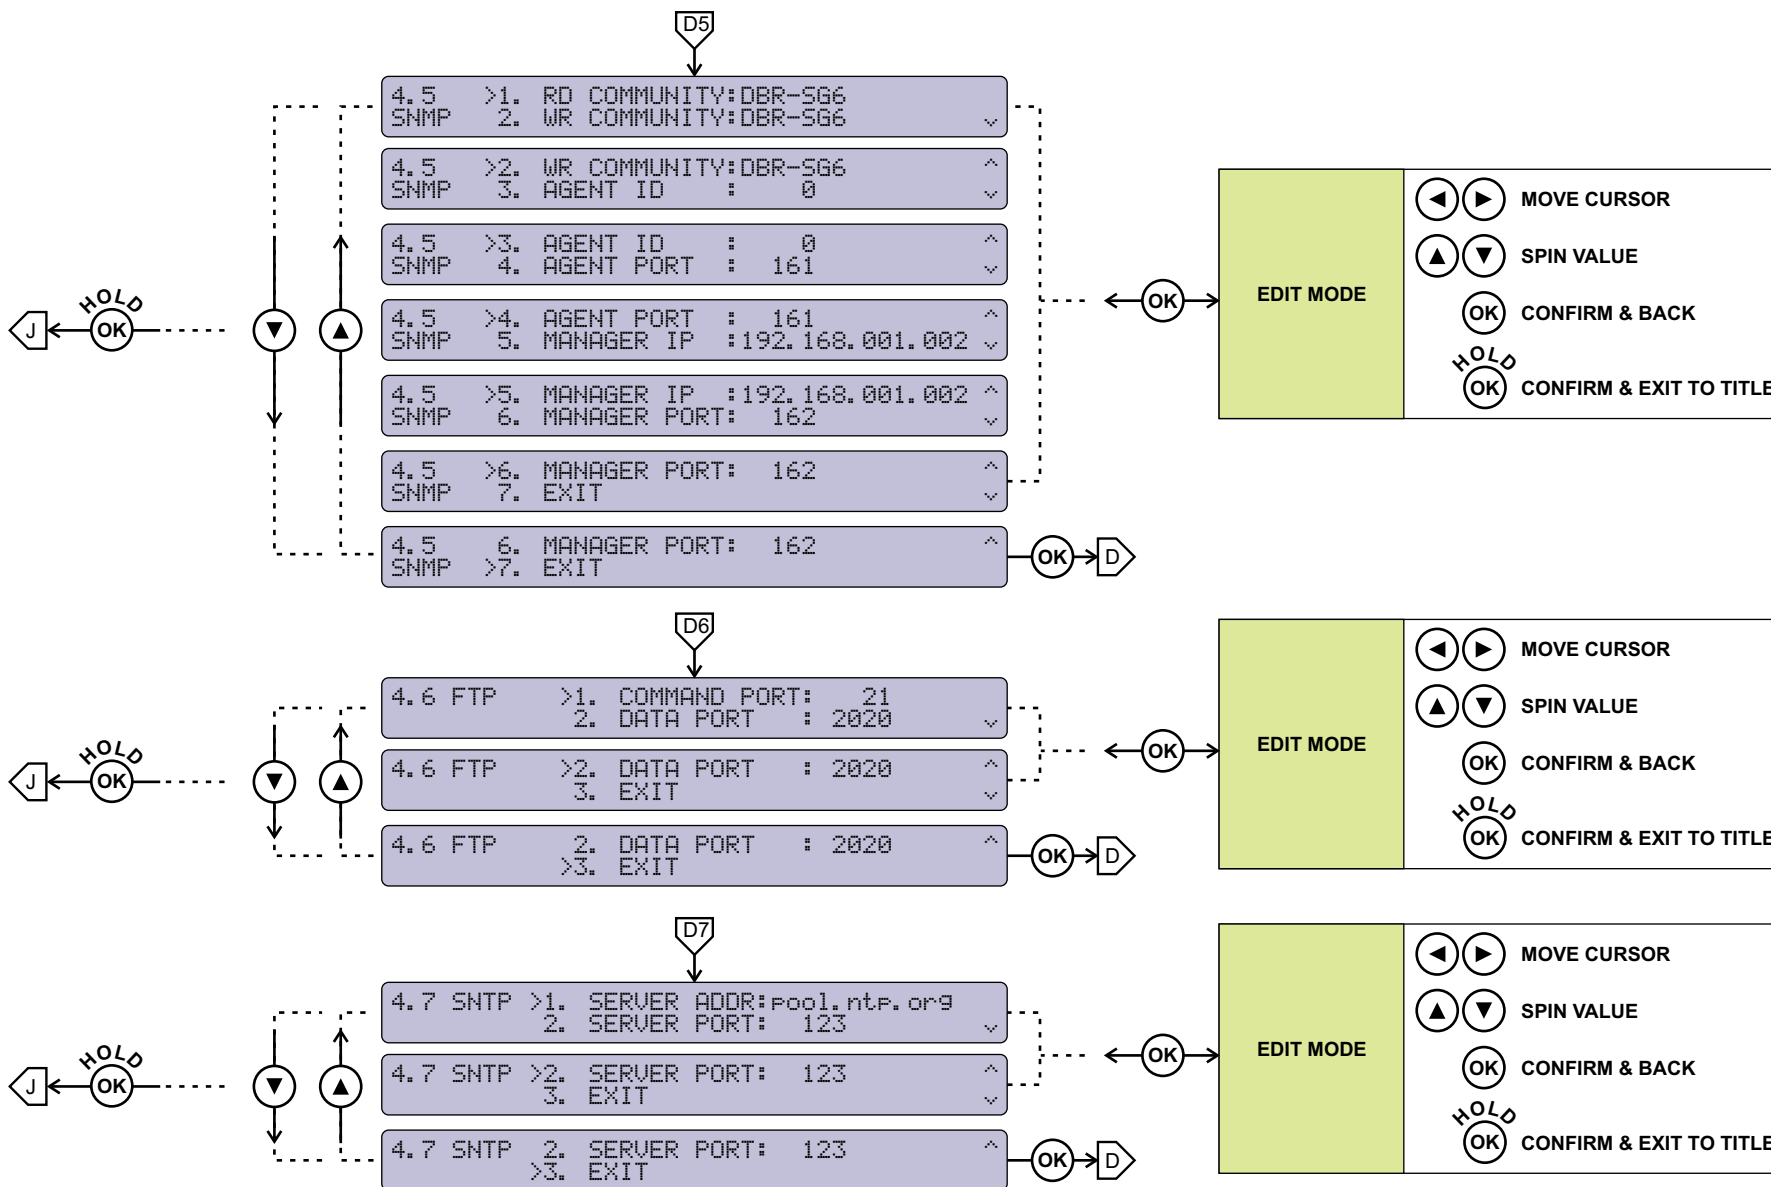 D5
4.5 >1. RD COMMUNITY:DBR-SG6
SNMP 2. WR COMMUNITY:DBR-SG6
4.5 >2. WR COMMUNITY:DBR-SG6
SNMP 3. AGENT ID : 0
4.5 >3. AGENT ID : 0
SNMP 4. AGENT PORT : 161
4.5 >4. AGENT PORT : 161
SNMP 5. MANAGER IP :192.168.001.002
4.5 >5. MANAGER IP :192.168.001.002
SNMP 6. MANAGER PORT: 162
4.5 >6. MANAGER PORT: 162
SNMP 7. EXIT
4.5 6. MANAGER PORT: 162
SNMP >7. EXIT
HOLD
J OK
OK D
OK
EDIT MODE
MOVE CURSOR
SPIN VALUE
OK CONFIRM & BACK
HOLD
OK CONFIRM & EXIT TO TITLE
D6
4.6 FTP >1. COMMAND PORT: 21
2. DATA PORT : 2020
4.6 FTP >2. DATA PORT : 2020
3. EXIT
4.6 FTP 2. DATA PORT : 2020
>3. EXIT
HOLD
J OK
OK D
OK
EDIT MODE
MOVE CURSOR
SPIN VALUE
OK CONFIRM & BACK
HOLD
OK CONFIRM & EXIT TO TITLE
D7
4.7 SNTP >1. SERVER ADDR:pool.ntp.org
2. SERVER PORT: 123
4.7 SNTP >2. SERVER PORT: 123
3. EXIT
4.7 SNTP 2. SERVER PORT: 123
>3. EXIT
HOLD
J OK
OK D
OK
EDIT MODE
MOVE CURSOR
SPIN VALUE
OK CONFIRM & BACK
HOLD
OK CONFIRM & EXIT TO TITLE